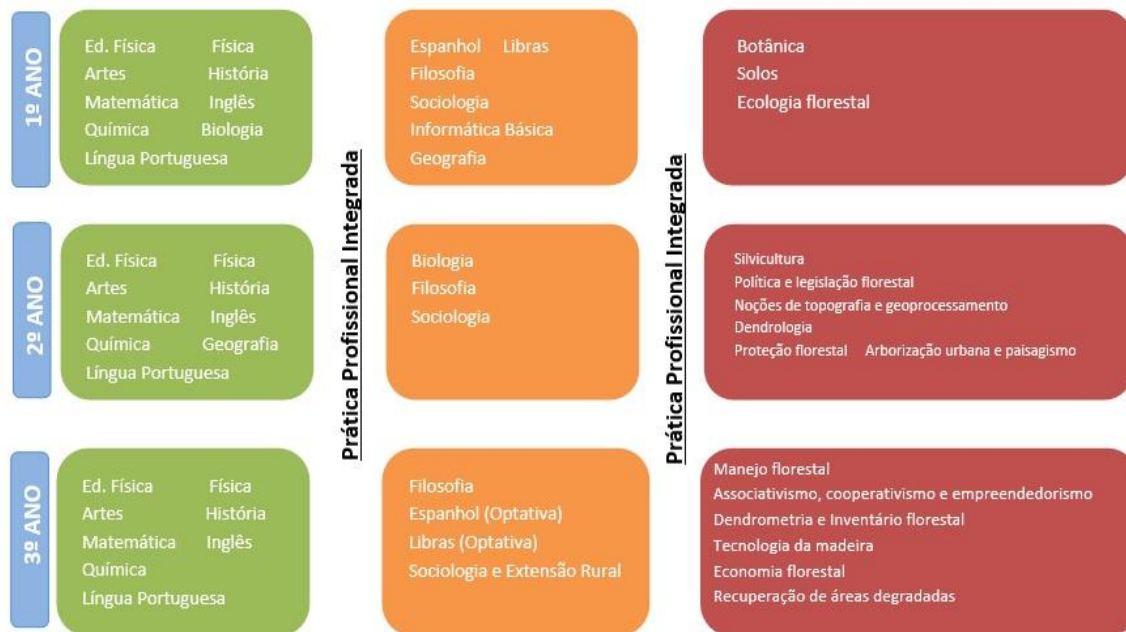 1º ANO
Ed. Física Física
Artes História
Matemática Inglês
Química Biologia
Língua Portuguesa
Espanhol Libras
Filosofia
Sociologia
Informática Básica
Geografia
Botânica
Solos
Ecologia florestal
Prática Profissional Integrada
Prática Profissional Integrada
2º ANO
Ed. Física Física
Artes História
Matemática Inglês
Química Geografia
Língua Portuguesa
Biologia
Filosofia
Sociologia
Silvicultura
Política e legislação florestal
Noções de topografia e geoprocessamento
Dendrologia
Proteção florestal Arborização urbana e paisagismo
3º ANO
Ed. Física Física
Artes História
Matemática Inglês
Química
Língua Portuguesa
Filosofia
Espanhol (Optativa)
Libras (Optativa)
Sociologia e Extensão Rural
Manejo florestal
Associativismo, cooperativismo e empreendedorismo
Dendrometria e Inventário florestal
Tecnologia da madeira
Economia florestal
Recuperação de áreas degradadas